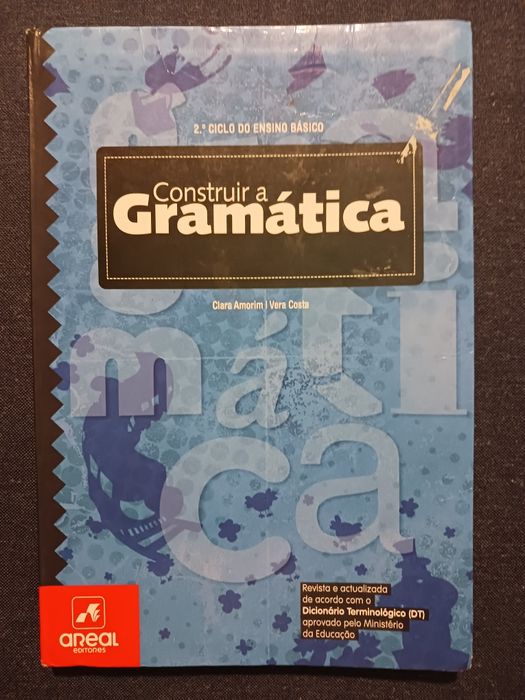 2.º CICLO DO ENSINO BÁSICO
Construir a
Gramática
Clara Amorim | Vera Costa
Revista e actualizada
de acordo com o
Dicionário Terminológico (DT)
aprovado pelo Ministério
da Educação
AREAL
EDITORES